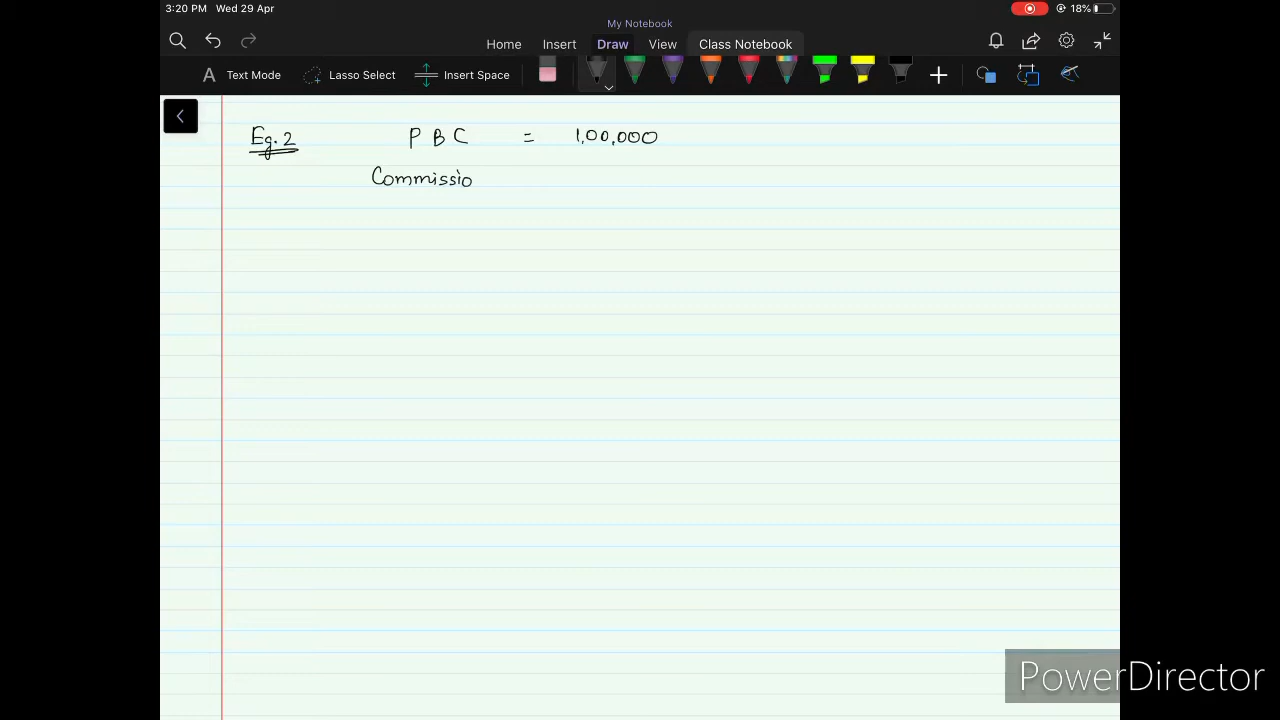 3:20 PM Wed 29 Apr
18%
My Notebook
Home Insert Draw View Class Notebook
A Text Mode Lasso Select Insert Space
Eg. 2 P B C = 1,00,000
Commissio
PowerDirector